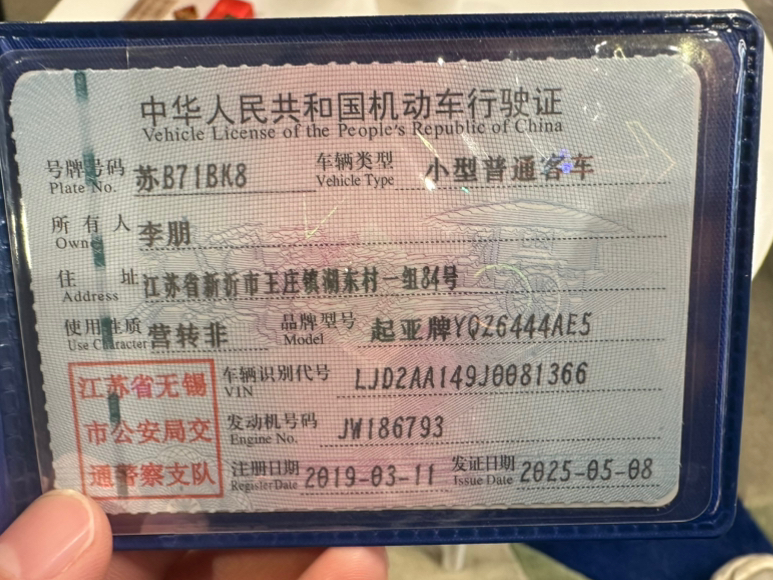 中华人民共和国机动车行驶证
Vehicle License of the People's Republic of China
号牌号码 苏B71BK8 车辆类型 小型普通客车
Plate No. Vehicle Type
所有人 李朋
Owner
住址 江苏省新沂市王庄镇湖东村一组84号
Address
使用性质 营转非 品牌型号 起亚牌YQZ6444AE5
Use Character Model
江苏省无锡
市公安局交
通警察支队
车辆识别代号 LJD2AA149J0081366
VIN
发动机号码 JW186793
Engine No.
注册日期 2019-03-11 发证日期 2025-05-08
Register Date Issue Date